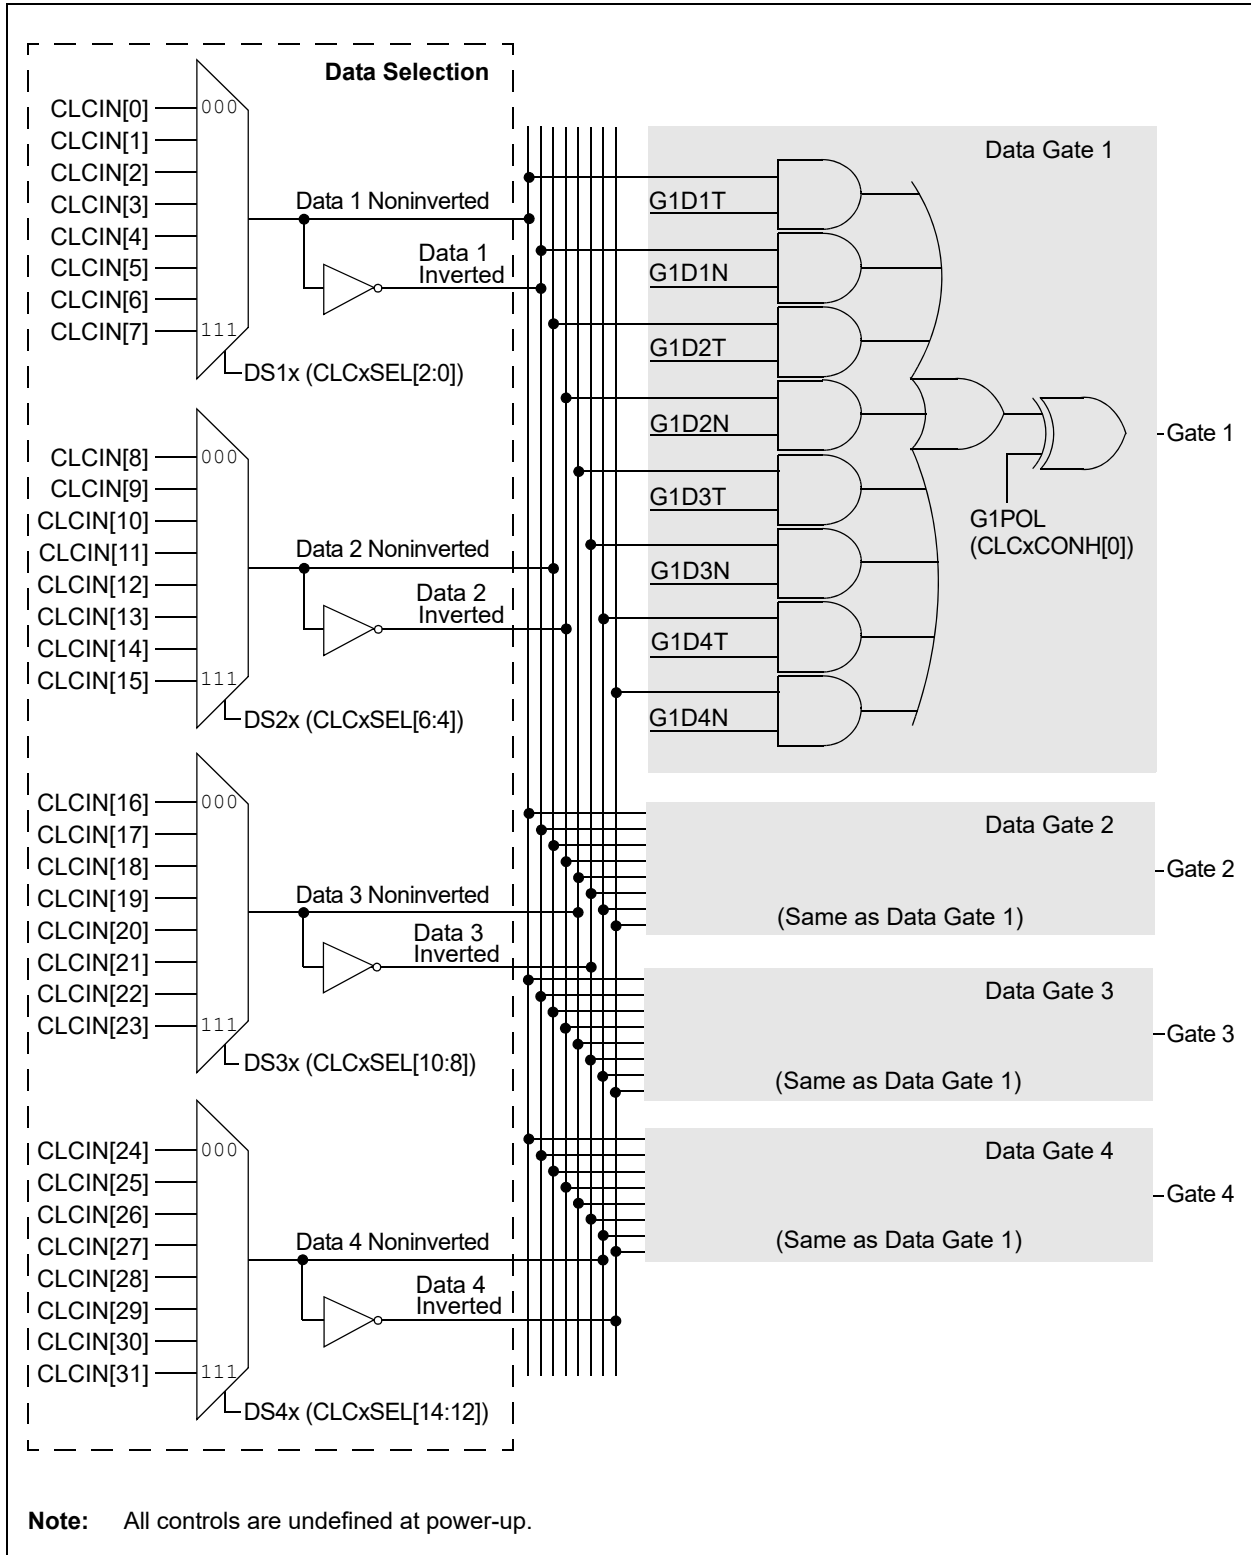 Data Selection
CLCIN[0]
CLCIN[1]
CLCIN[2]
CLCIN[3]
CLCIN[4]
CLCIN[5]
CLCIN[6]
CLCIN[7]
000
111
Data 1 Noninverted
Data 1
Inverted
DS1x (CLCxSEL[2:0])
CLCIN[8]
CLCIN[9]
CLCIN[10]
CLCIN[11]
CLCIN[12]
CLCIN[13]
CLCIN[14]
CLCIN[15]
000
111
Data 2 Noninverted
Data 2
Inverted
DS2x (CLCxSEL[6:4])
CLCIN[16]
CLCIN[17]
CLCIN[18]
CLCIN[19]
CLCIN[20]
CLCIN[21]
CLCIN[22]
CLCIN[23]
000
111
Data 3 Noninverted
Data 3
Inverted
DS3x (CLCxSEL[10:8])
CLCIN[24]
CLCIN[25]
CLCIN[26]
CLCIN[27]
CLCIN[28]
CLCIN[29]
CLCIN[30]
CLCIN[31]
000
111
Data 4 Noninverted
Data 4
Inverted
DS4x (CLCxSEL[14:12])
Data Gate 1
G1D1T
G1D1N
G1D2T
G1D2N
G1D3T
G1D3N
G1D4T
G1D4N
G1POL
(CLCxCONH[0])
Gate 1
Data Gate 2
(Same as Data Gate 1)
Gate 2
Data Gate 3
(Same as Data Gate 1)
Gate 3
Data Gate 4
(Same as Data Gate 1)
Gate 4
Note: All controls are undefined at power-up.